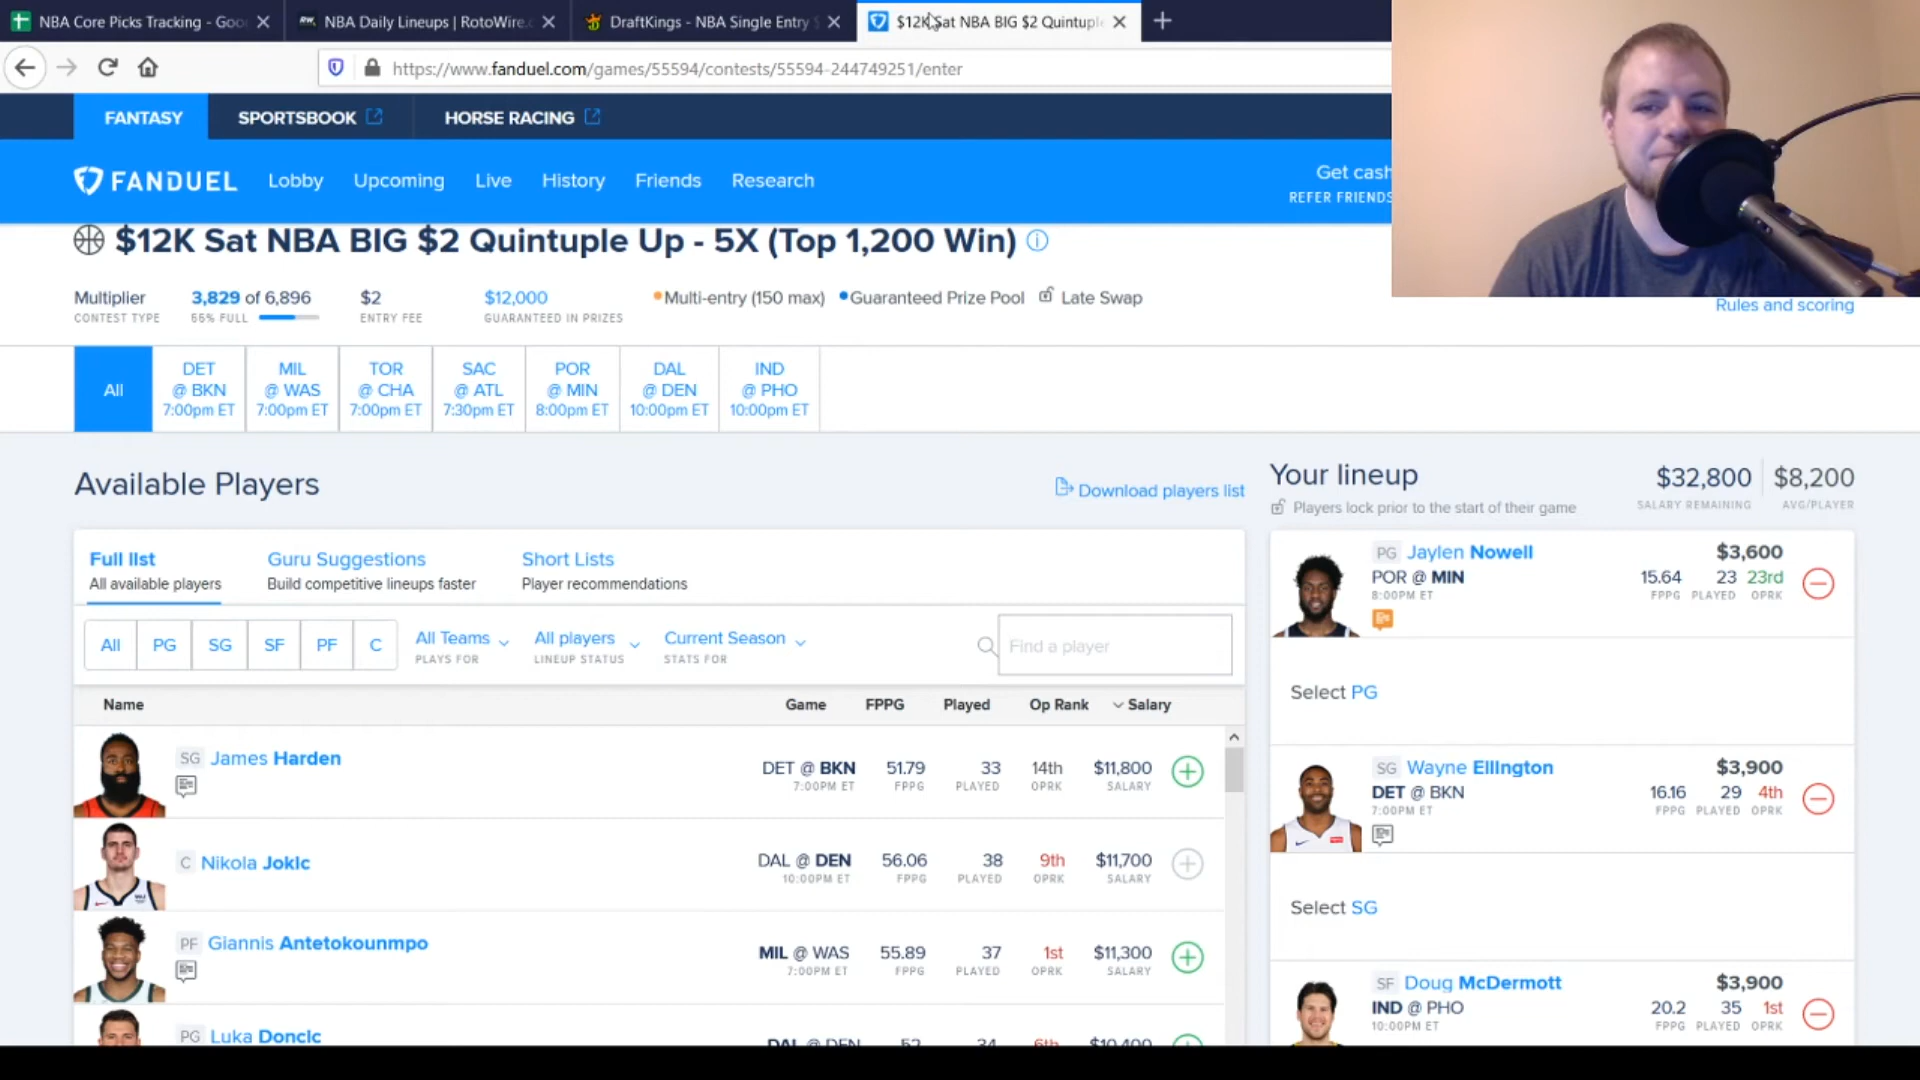 NBA Core Picks Tracking - Goo
NBA Daily Lineups | RotoWire.c
DraftKings - NBA Single Entry $
$12K Sat NBA BIG $2 Quintuple
https://www.fanduel.com/games/55594/contests/55594-244749251/enter
FANTASY
SPORTSBOOK
HORSE RACING
FANDUEL
Lobby
Upcoming
Live
History
Friends
Research
Get cash
REFER FRIENDS
$12K Sat NBA BIG $2 Quintuple Up - 5X (Top 1,200 Win)
Multiplier
CONTEST TYPE
3,829 of 6,896
55% FULL
$2
ENTRY FEE
$12,000
GUARANTEED IN PRIZES
Multi-entry (150 max)
Guaranteed Prize Pool
Late Swap
Rules and scoring
All
DET
@ BKN
7:00pm ET
MIL
@ WAS
7:00pm ET
TOR
@ CHA
7:00pm ET
SAC
@ ATL
7:30pm ET
POR
@ MIN
8:00pm ET
DAL
@ DEN
10:00pm ET
IND
@ PHO
10:00pm ET
Available Players
Download players list
Full list
All available players
Guru Suggestions
Build competitive lineups faster
Short Lists
Player recommendations
All
PG
SG
SF
PF
C
All Teams
PLAYS FOR
All players
LINEUP STATUS
Current Season
STATS FOR
Find a player
Name
Game
FPPG
Played
Op Rank
Salary
SG James Harden
DET @ BKN
7:00PM ET
51.79
FPPG
33
PLAYED
14th
OPRK
$11,800
SALARY
C Nikola Jokic
DAL @ DEN
10:00PM ET
56.06
FPPG
38
PLAYED
9th
OPRK
$11,700
SALARY
PF Giannis Antetokounmpo
MIL @ WAS
7:00PM ET
55.89
FPPG
37
PLAYED
1st
OPRK
$11,300
SALARY
PG Luka Doncic
DAL @ DEN
52
34
6th
$10,400
Your lineup
Players lock prior to the start of their game
$32,800
SALARY REMAINING
$8,200
AVG/PLAYER
PG Jaylen Nowell
POR @ MIN
8:00PM ET
$3,600
15.64
FPPG
23
PLAYED
23rd
OPRK
Select PG
SG Wayne Ellington
DET @ BKN
7:00PM ET
$3,900
16.16
FPPG
29
PLAYED
4th
OPRK
Select SG
SF Doug McDermott
IND @ PHO
10:00PM ET
$3,900
20.2
FPPG
35
PLAYED
1st
OPRK